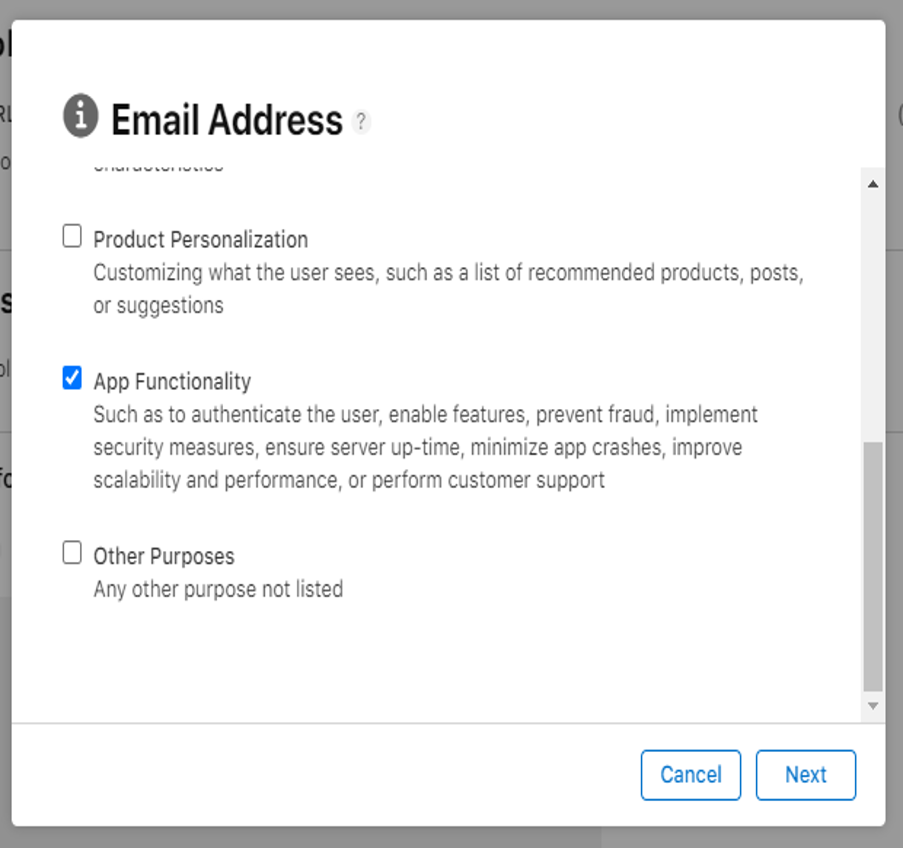 Email Address ?
characteristics
Product Personalization
Customizing what the user sees, such as a list of recommended products, posts,
or suggestions
App Functionality
Such as to authenticate the user, enable features, prevent fraud, implement
security measures, ensure server up-time, minimize app crashes, improve
scalability and performance, or perform customer support
Other Purposes
Any other purpose not listed
Cancel Next